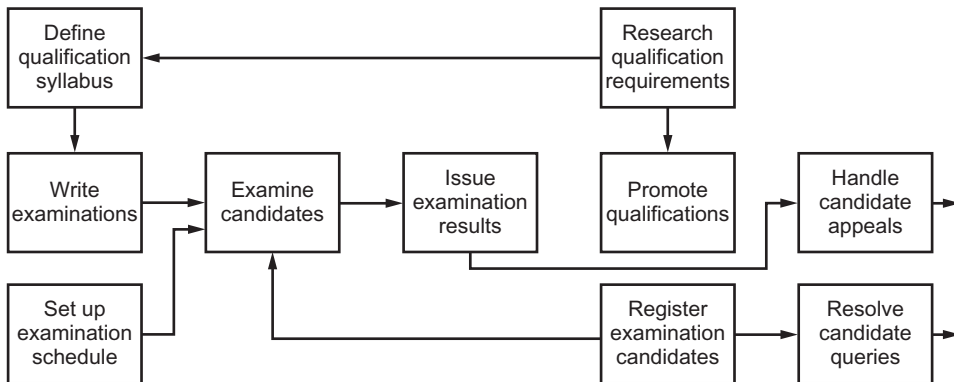 Define
qualification
syllabus
Research
qualification
requirements
Write
examinations
Examine
candidates
Issue
examination
results
Promote
qualifications
Handle
candidate
appeals
Set up
examination
schedule
Register
examination
candidates
Resolve
candidate
queries